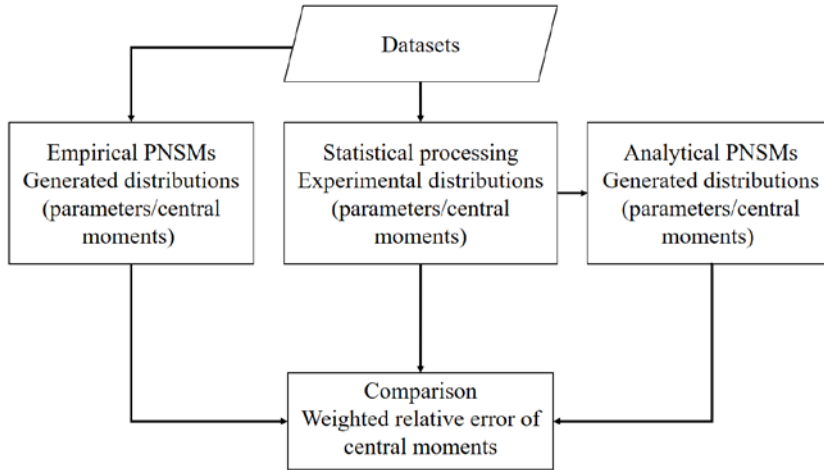 Datasets
Empirical PNSMs
Generated distributions
(parameters/central
moments)
Statistical processing
Experimental distributions
(parameters/central
moments)
Analytical PNSMs
Generated distributions
(parameters/central
moments)
Comparison
Weighted relative error of
central moments